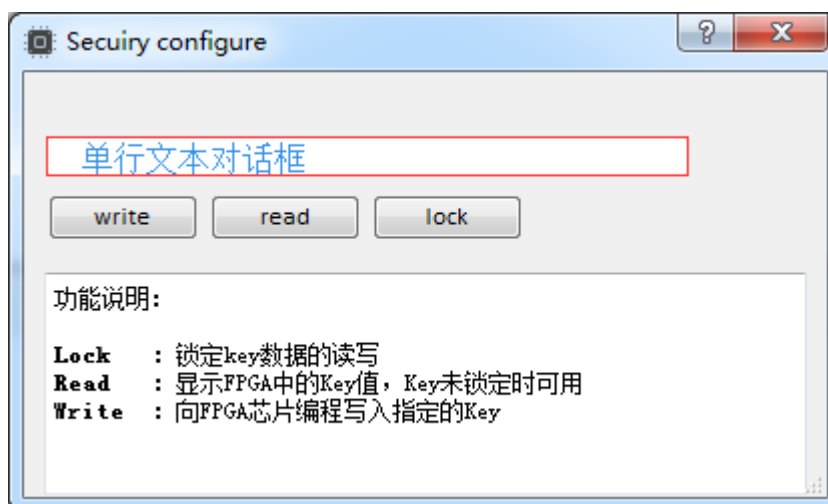 Secuiry configure
单行文本对话框
write read lock
功能说明:
Lock : 锁定key数据的读写
Read : 显示FPGA中的Key值，Key未锁定时可用
Write : 向FPGA芯片编程写入指定的Key